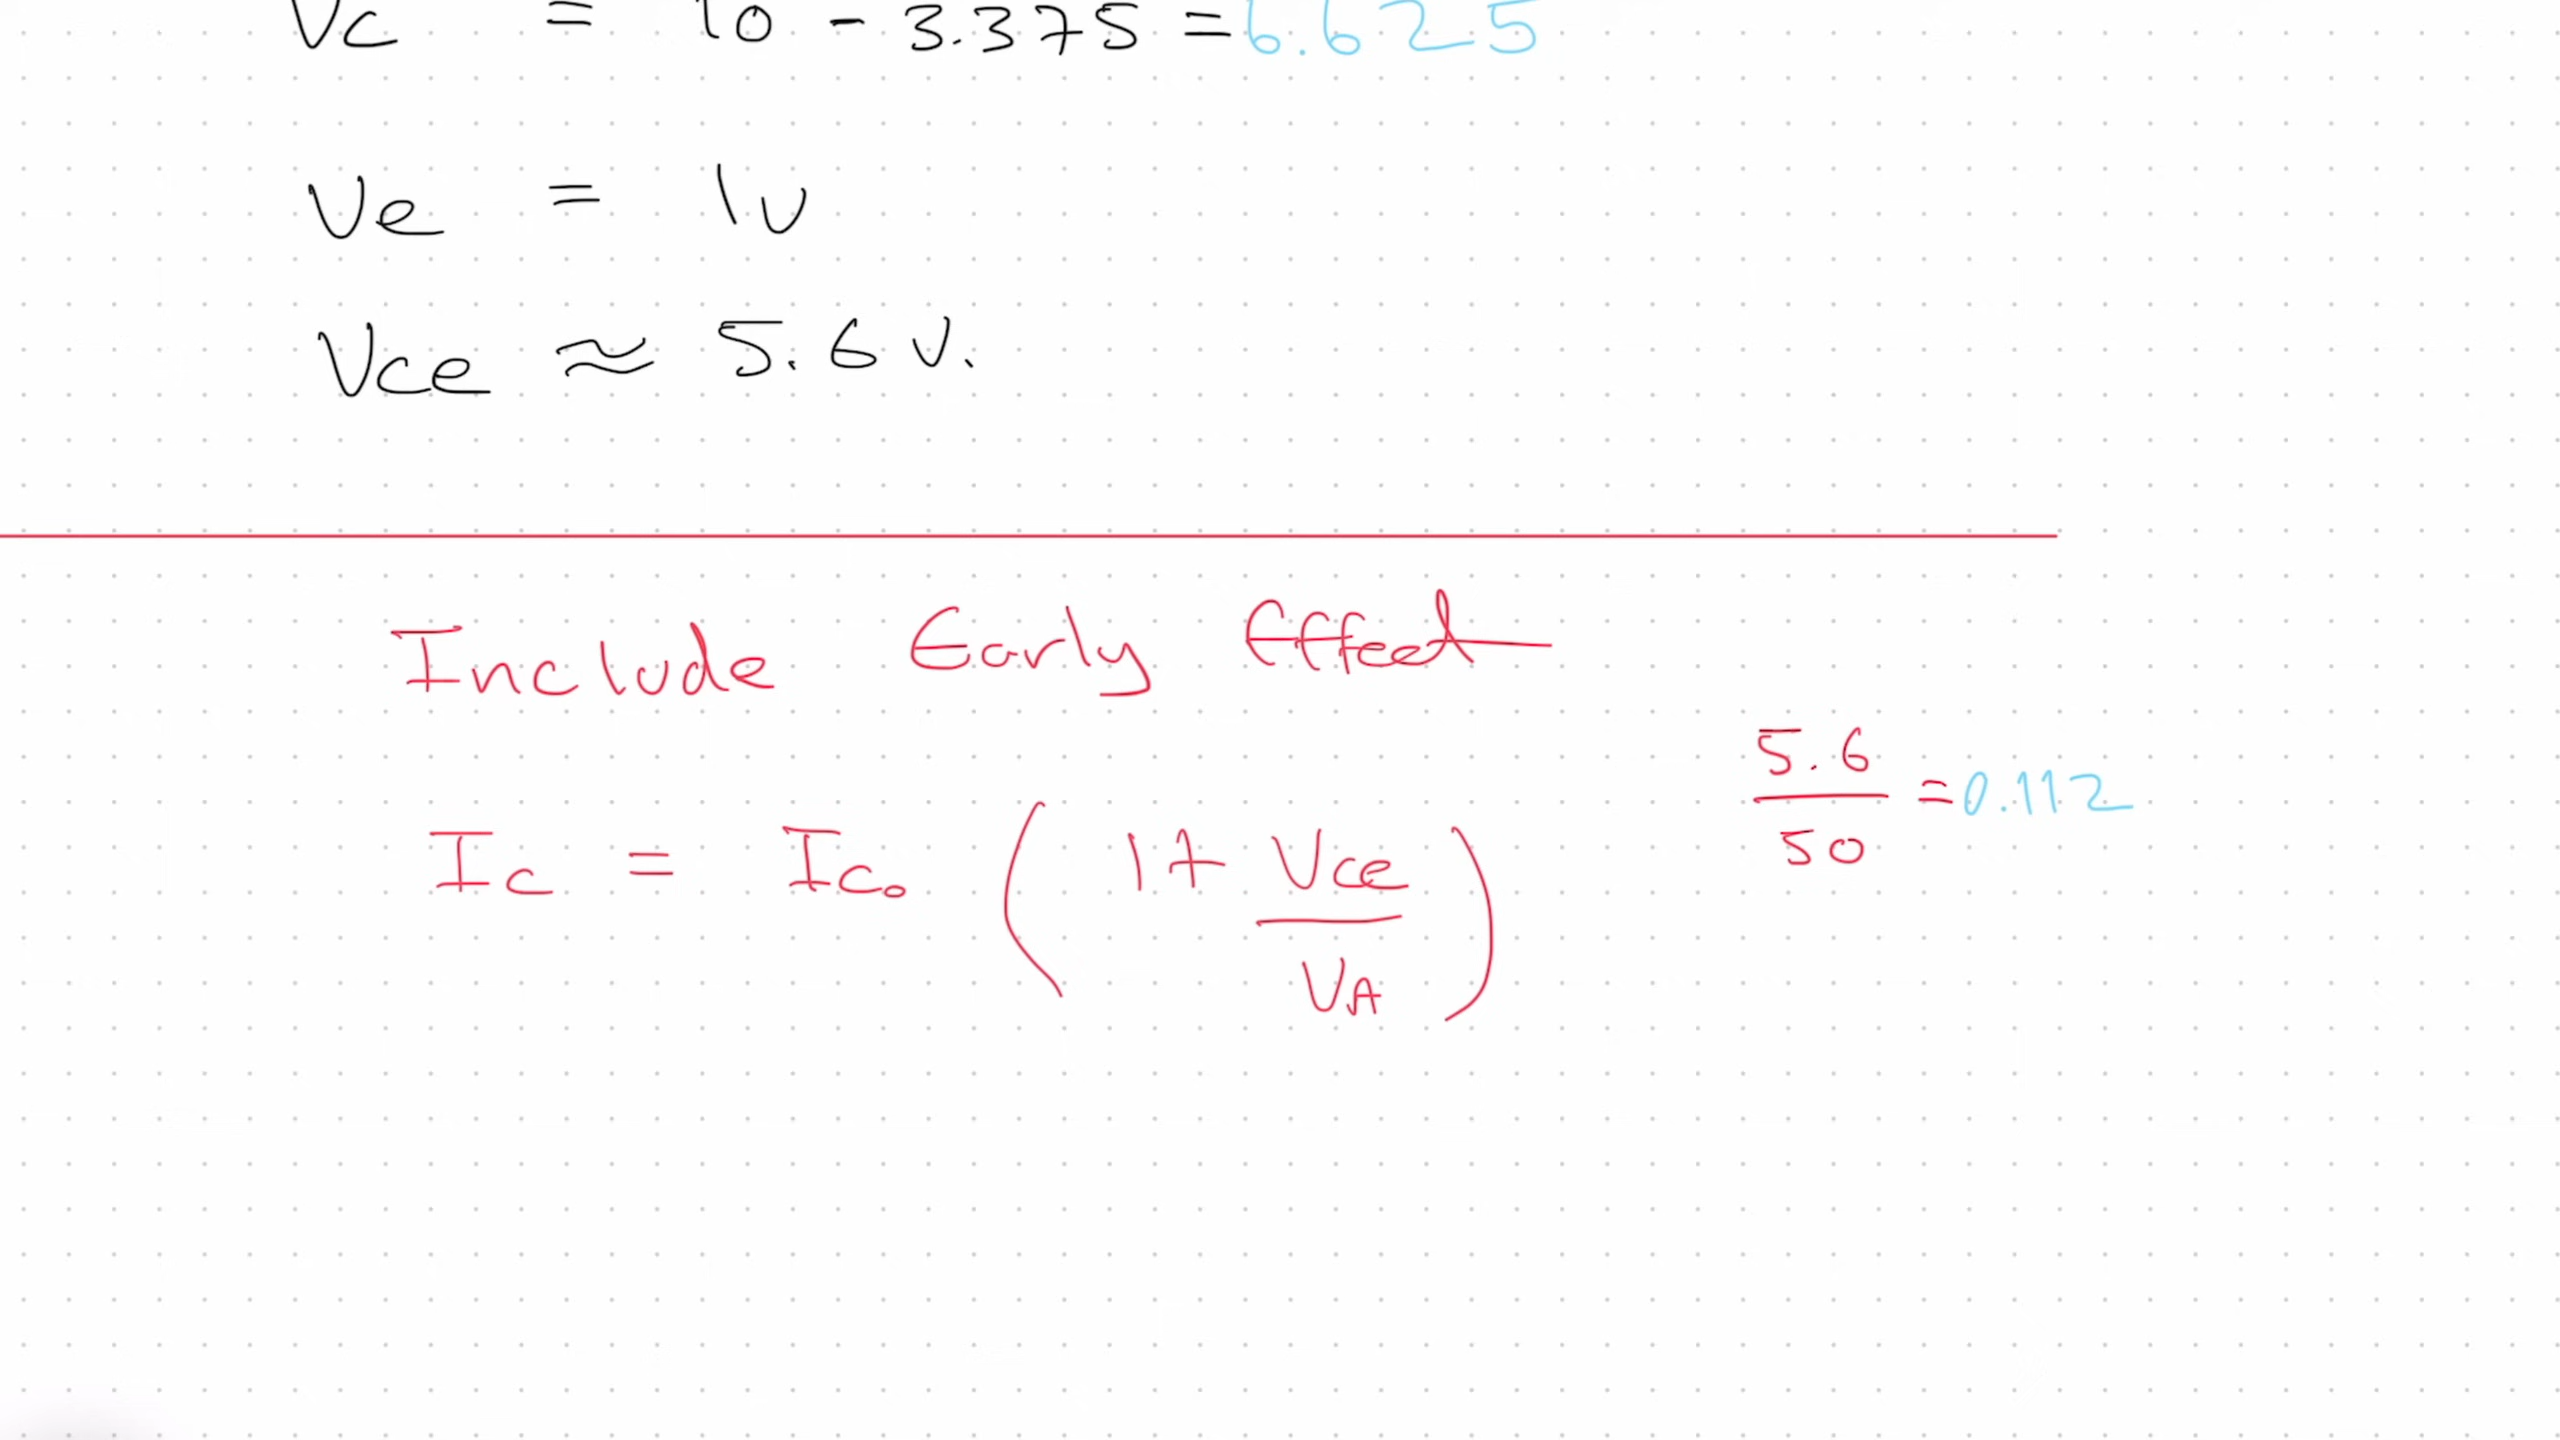 Vc = 10 - 3.375 = 6.625
Ve = 1v
Vce ≈ 5.6 v.
Include Early Effect
5.6
50
= 0.112
Ic = Ico ( 1 + Vce
VA )